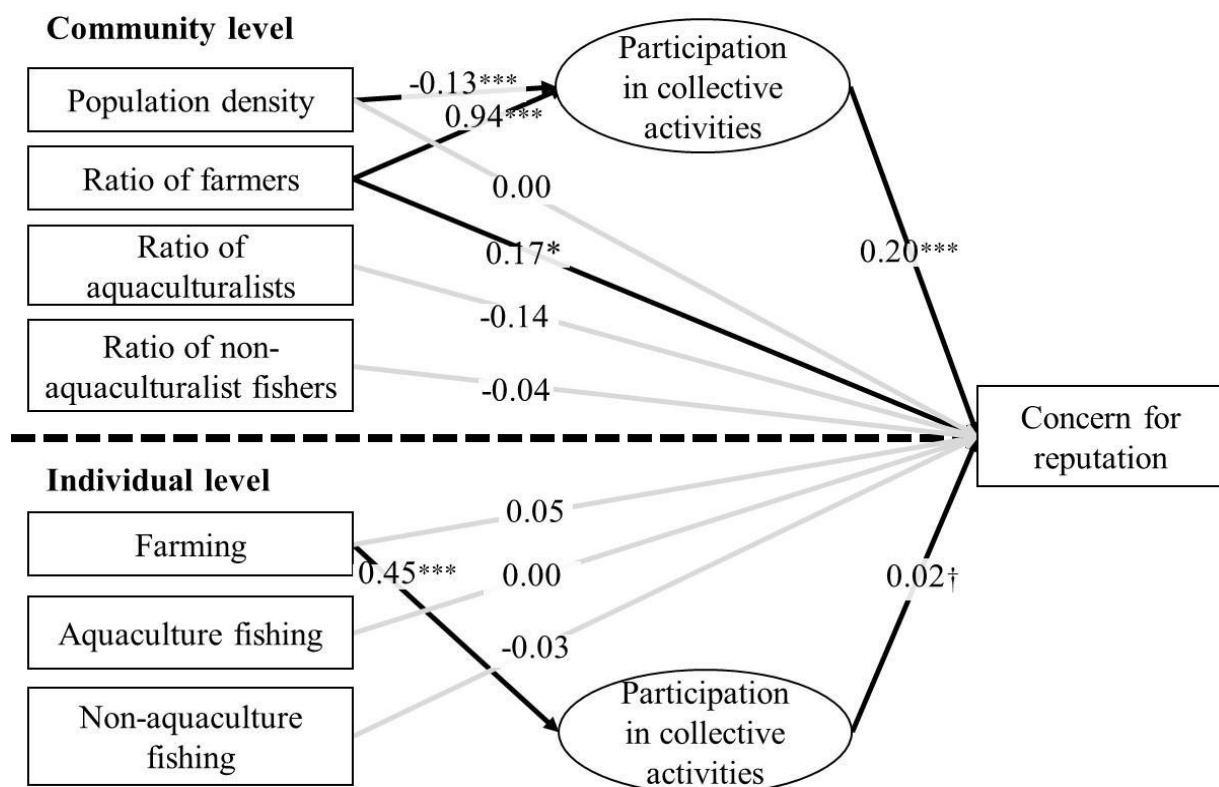 Community level
Population density
Ratio of farmers
Ratio of
aquaculturalists
Ratio of non-
aquaculturalist fishers
Participation
in collective
activities
-0.13***
0.94***
0.00
0.17*
-0.14
-0.04
0.20***
Concern for
reputation
Individual level
Farming
Aquaculture fishing
Non-aquaculture
fishing
0.05
0.45***
0.00
-0.03
0.02†
Participation
in collective
activities